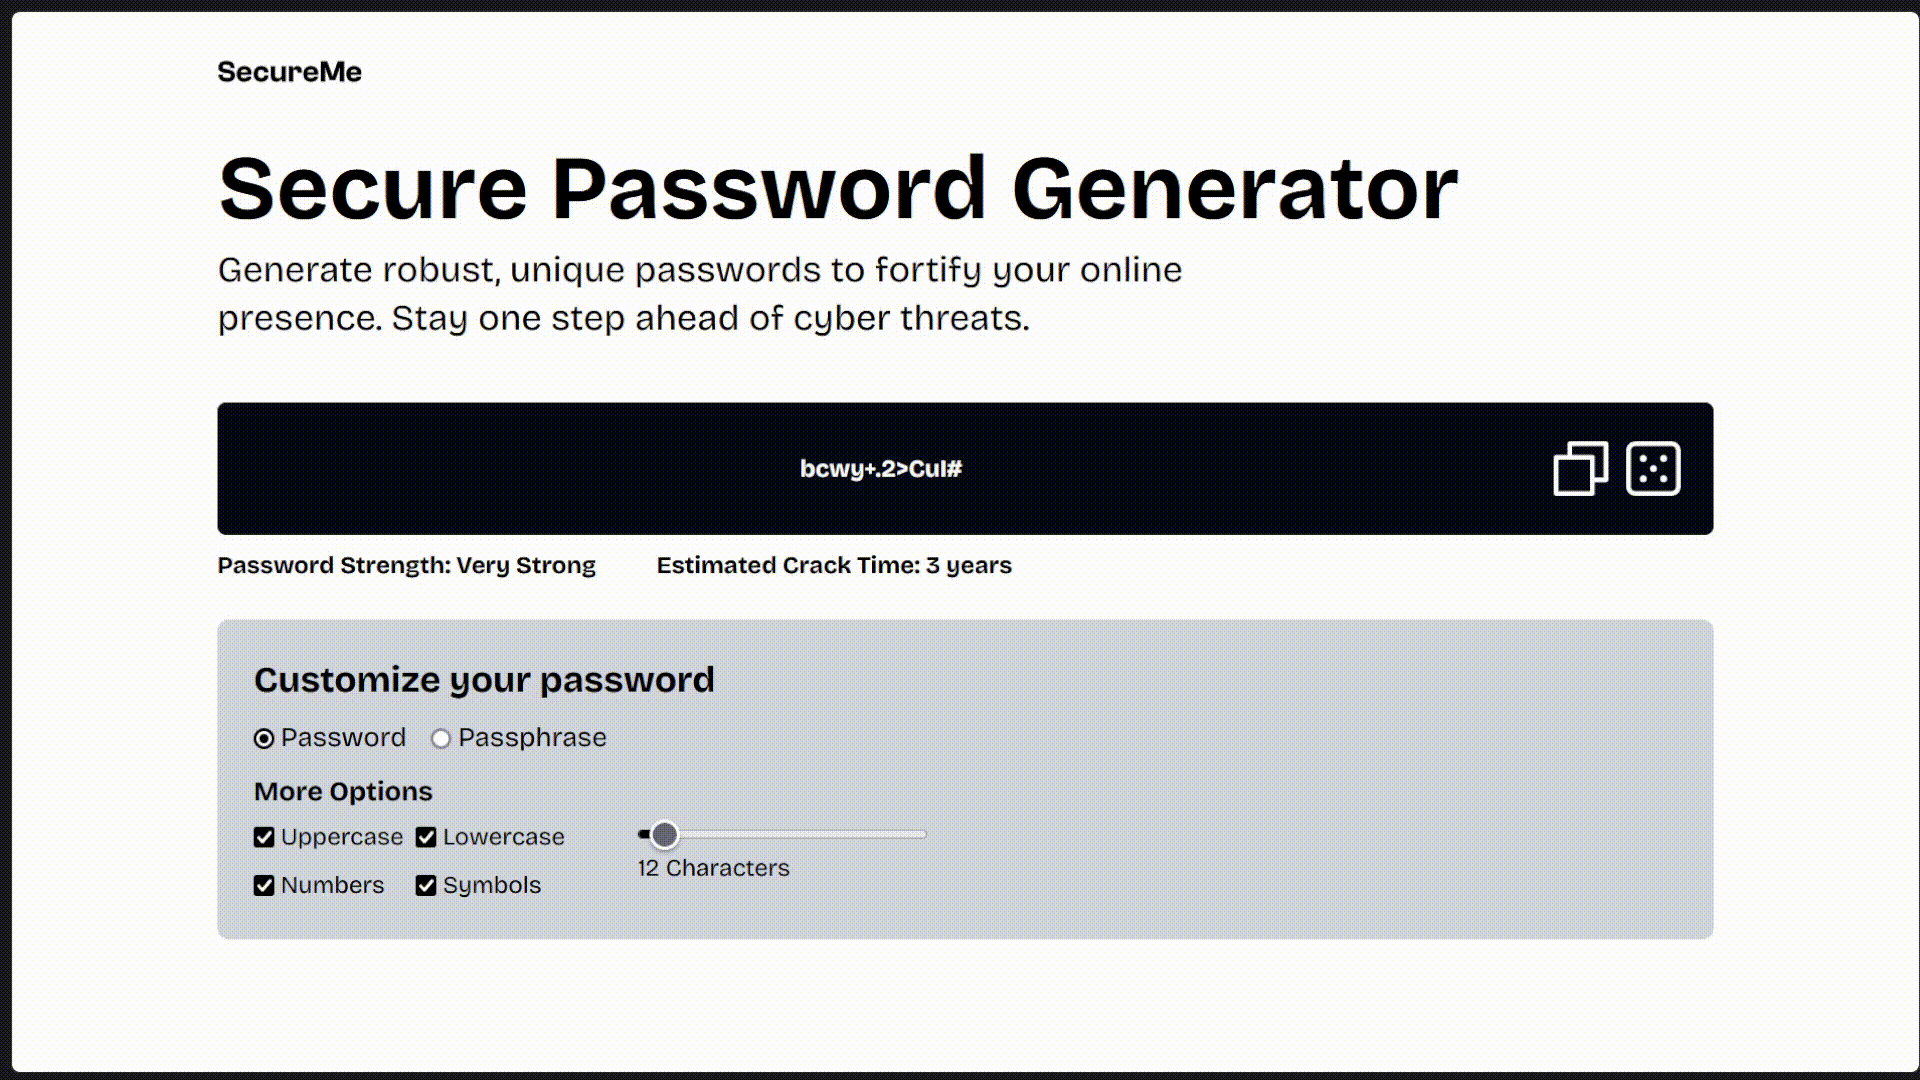 SecureMe
Secure Password Generator
Generate robust, unique passwords to fortify your online
presence. Stay one step ahead of cyber threats.
bcwy+.2>CuI#
Password Strength: Very Strong Estimated Crack Time: 3 years
Customize your password
Password Passphrase
More Options
Uppercase Lowercase
12 Characters
Numbers Symbols